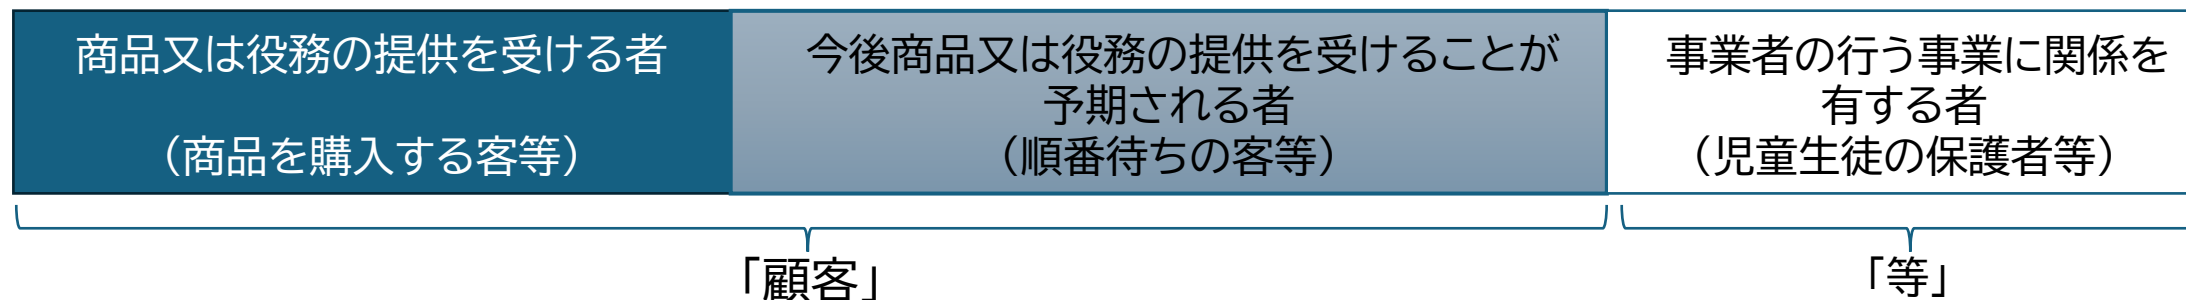 商品又は役務の提供を受ける者
（商品を購入する客等）
今後商品又は役務の提供を受けることが
予期される者
（順番待ちの客等）
事業者の行う事業に関係を
有する者
（児童生徒の保護者等）
「顧客」
「等」